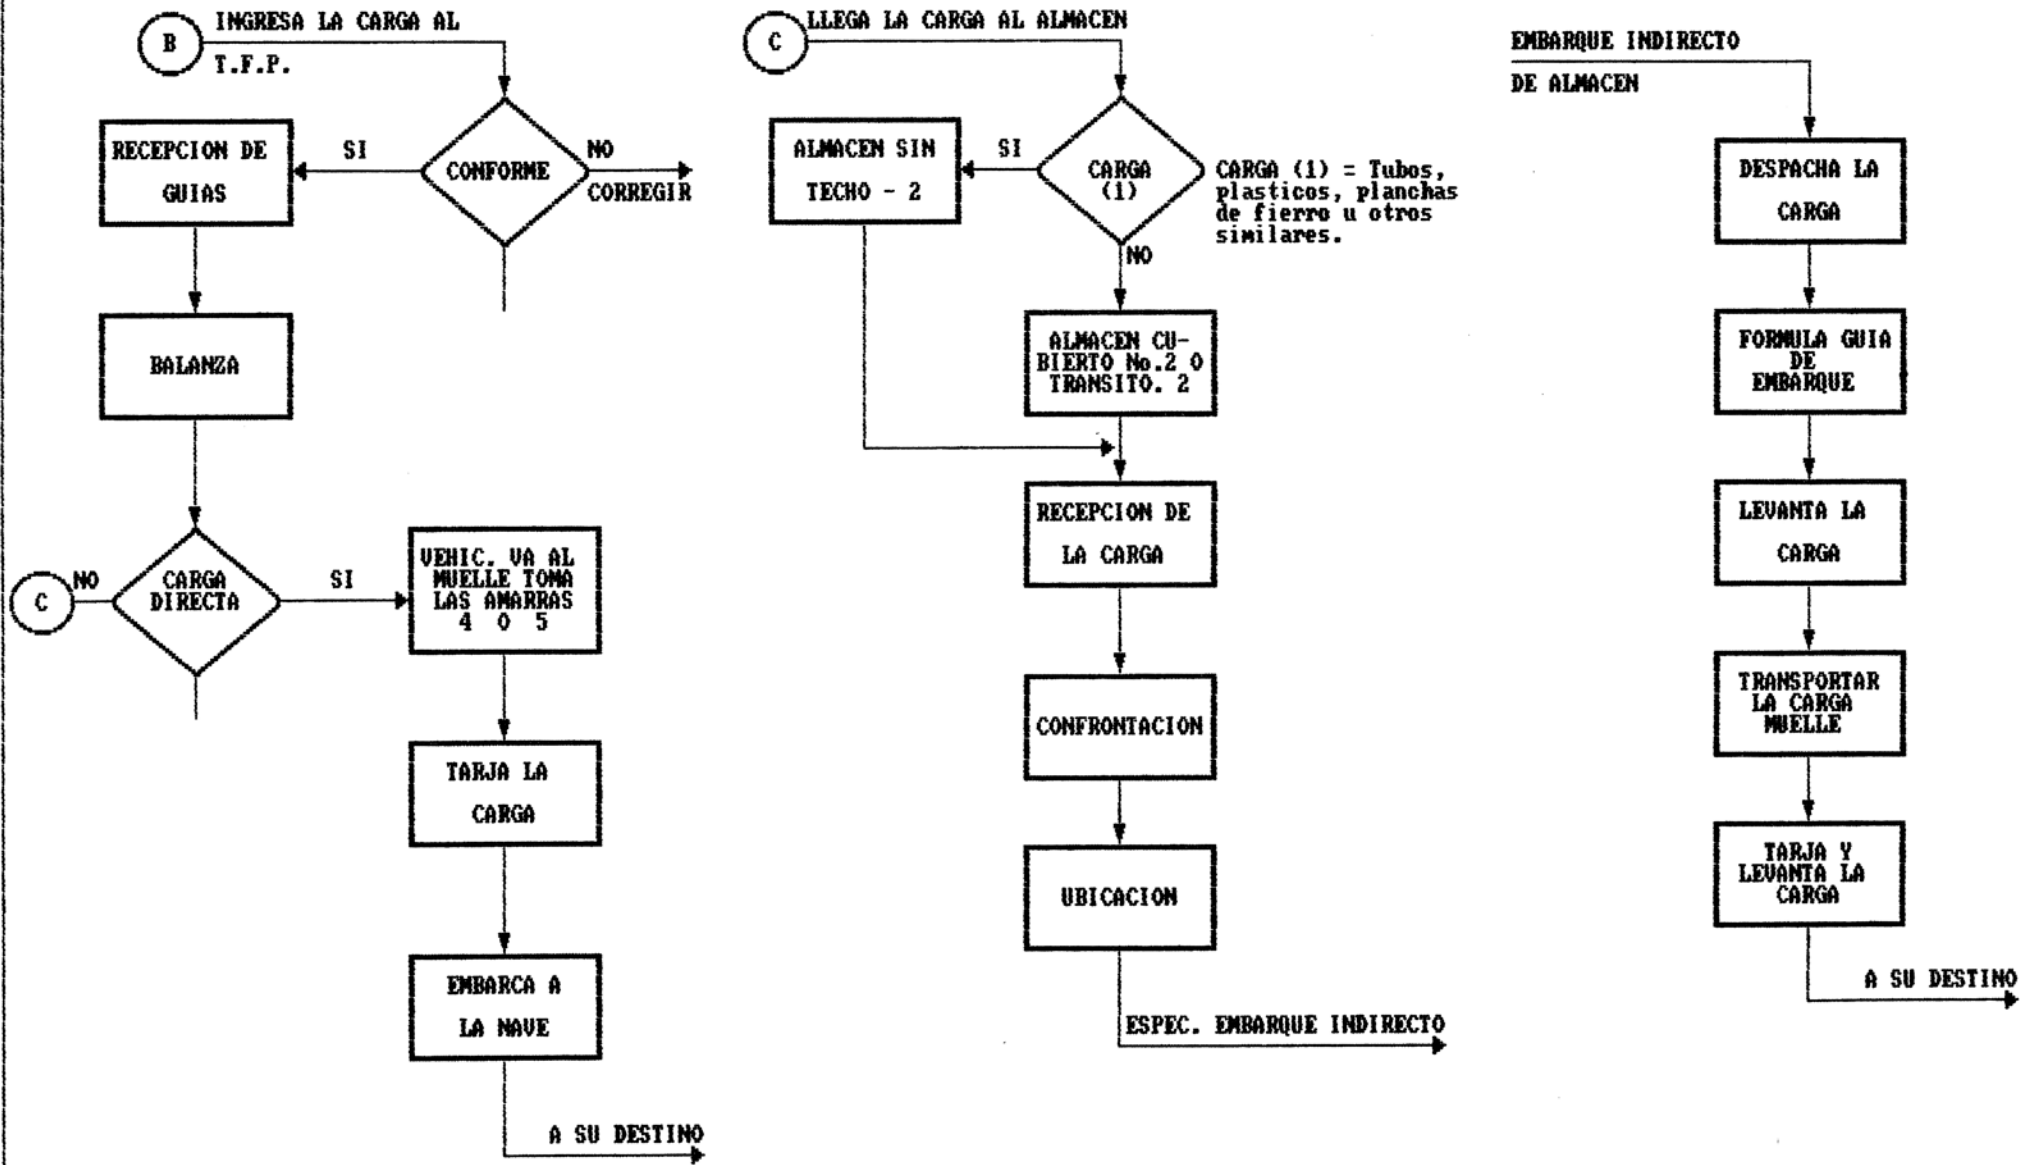 INGRESA LA CARGA AL
B
T.F.P.
CONFORME
SI
NO
CORREGIR
RECEPCION DE
GUIAS
BALANZA
CARGA
DIRECTA
NO
C
SI
VEHIC. VA AL
MUELLE TOMA
LAS AMARRAS
4 O 5
TARJA LA
CARGA
EMBARCA A
LA NAVE
A SU DESTINO
LLEGA LA CARGA AL ALMACEN
C
CARGA
(1)
CARGA (1) = Tubos,
plasticos, planchas
de fierro u otros
similares.
SI
ALMACEN SIN
TECHO - 2
NO
ALMACEN CU-
BIERTO No.2 O
TRANSITO. 2
RECEPCION DE
LA CARGA
CONFRONTACION
UBICACION
ESPEC. EMBARQUE INDIRECTO
EMBARQUE INDIRECTO
DE ALMACEN
DESPACHA LA
CARGA
FORMULA GUIA
DE
EMBARQUE
LEVANTA LA
CARGA
TRANSPORTAR
LA CARGA
MUELLE
TARJA Y
LEVANTA LA
CARGA
A SU DESTINO